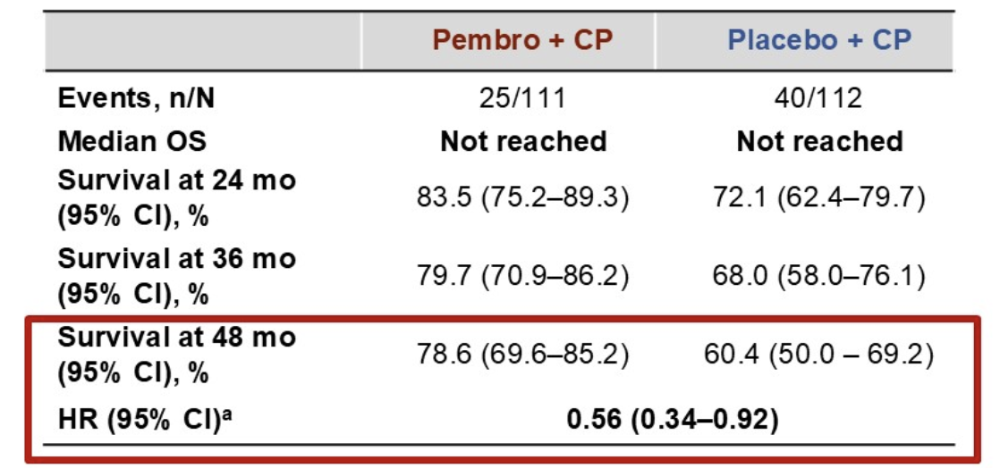 Pembro + CP Placebo + CP
Events, n/N 25/111 40/112
Median OS Not reached Not reached
Survival at 24 mo
(95% CI), % 83.5 (75.2–89.3) 72.1 (62.4–79.7)
Survival at 36 mo
(95% CI), % 79.7 (70.9–86.2) 68.0 (58.0–76.1)
Survival at 48 mo
(95% CI), % 78.6 (69.6–85.2) 60.4 (50.0 – 69.2)
HR (95% CI)ᵃ 0.56 (0.34–0.92)